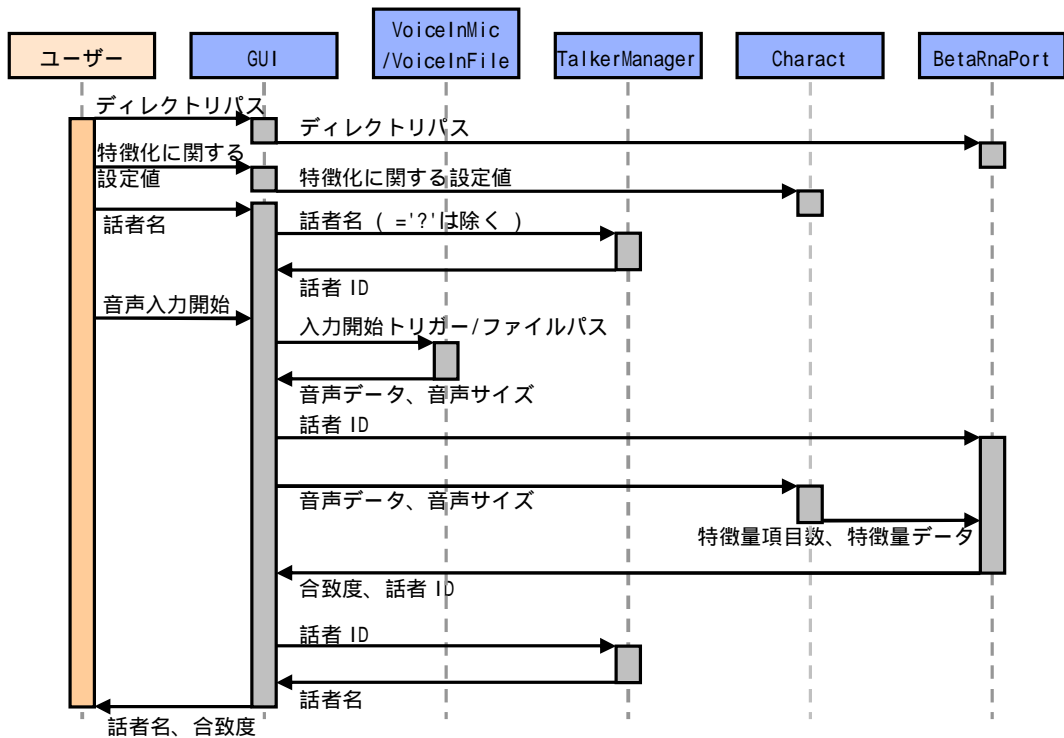 ユーザー
GUI
VoiceInMic
/VoiceInFile
TalkerManager
Charact
BetaRnaPort
ディレクトリパス
ディレクトリパス
特徴化に関する
設定値
特徴化に関する設定値
話者名
話者名 ( ='?'は除く )
話者 ID
音声入力開始
入力開始トリガー/ファイルパス
音声データ、音声サイズ
話者 ID
音声データ、音声サイズ
特徴量項目数、特徴量データ
合致度、話者 ID
話者 ID
話者名
話者名、合致度